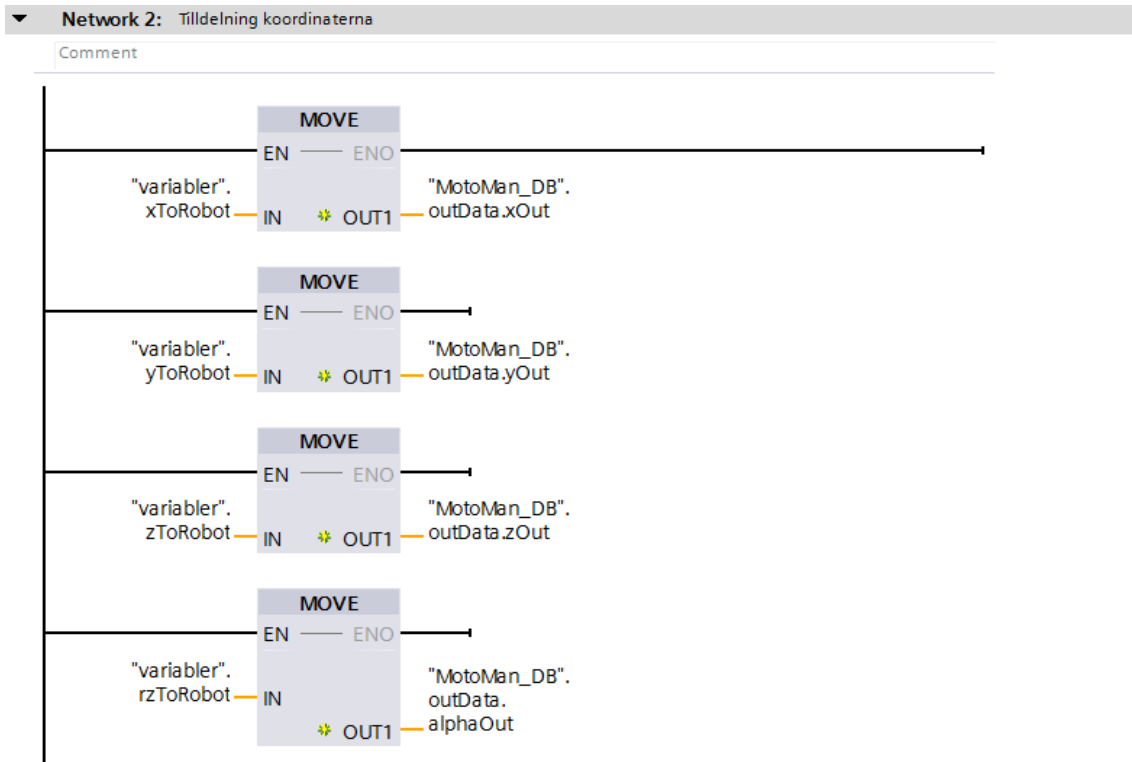 Network 2: Tilldelning koordinaterna
Comment
MOVE
EN ENO
"variabler".
xToRobot
IN OUT1
"MotoMan_DB".
outData.xOut
MOVE
EN ENO
"variabler".
yToRobot
IN OUT1
"MotoMan_DB".
outData.yOut
MOVE
EN ENO
"variabler".
zToRobot
IN OUT1
"MotoMan_DB".
outData.zOut
MOVE
EN ENO
"variabler".
rzToRobot
IN
OUT1
"MotoMan_DB".
outData.
alphaOut